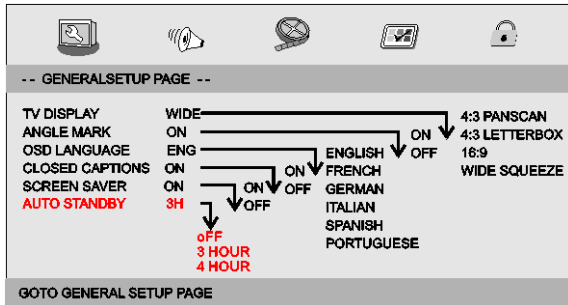 -- GENERALSETUP PAGE --
TV DISPLAY WIDE 4:3 PANSCAN
ANGLE MARK ON ON 4:3 LETTERBOX
OSD LANGUAGE ENG ENGLISH OFF 16:9
CLOSED CAPTIONS ON ON FRENCH WIDE SQUEEZE
SCREEN SAVER ON ON OFF GERMAN
AUTO STANDBY 3H OFF ITALIAN
SPANISH
oFF PORTUGUESE
3 HOUR
4 HOUR
GOTO GENERAL SETUP PAGE